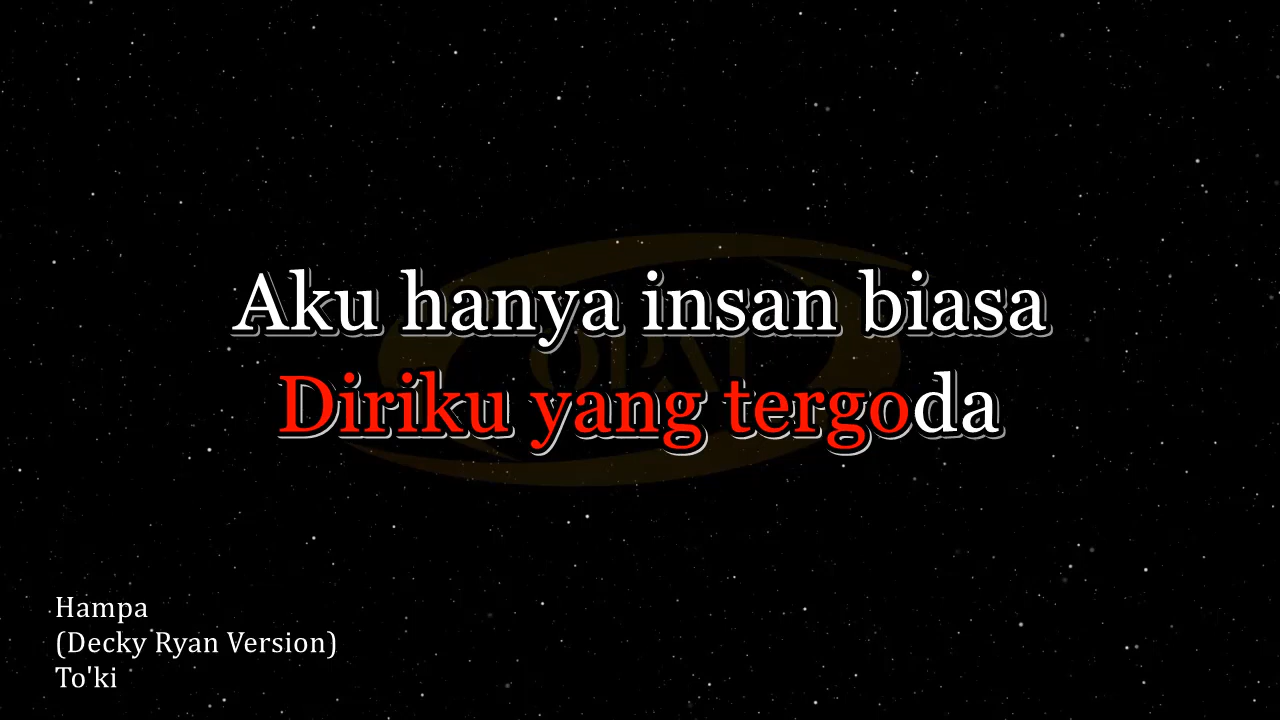 Aku hanya insan biasa
Diriku yang tergoda
Hampa
(Decky Ryan Version)
To'ki